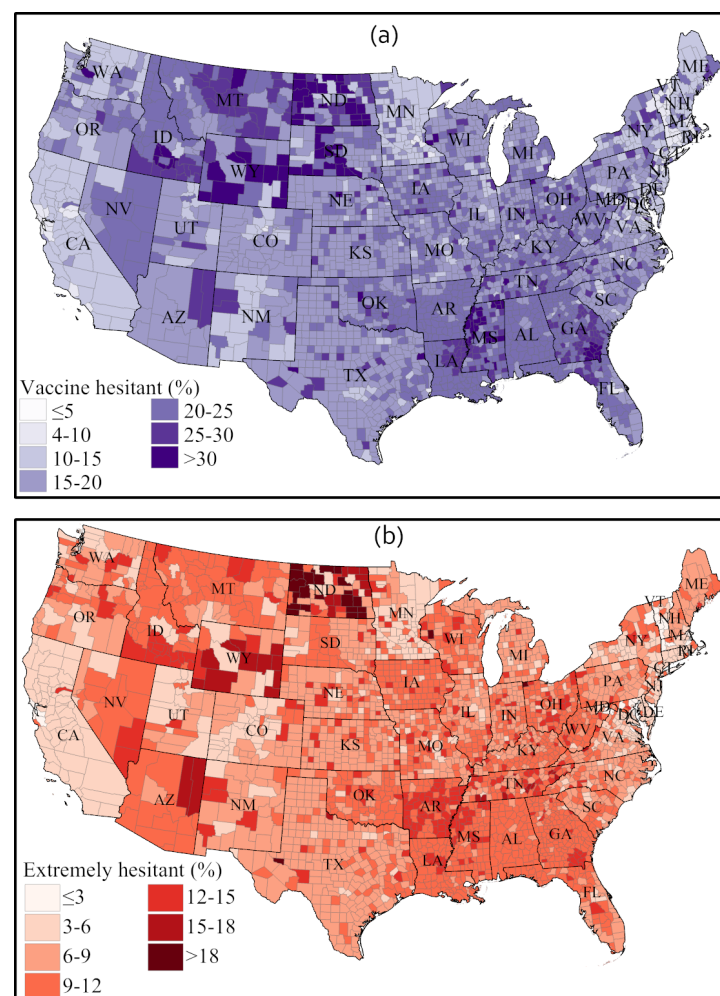 (a)
WA
MT
ND
MN
ME
VT
NH
MA
RI
CT
OR
ID
WY
SD
WI
MI
NY
NJ
DE
MD
DC
PA
NV
UT
CO
NE
IA
IL
IN
OH
WV
VA
CA
KS
MO
KY
NC
AZ
NM
OK
AR
TN
SC
TX
LA
MS
AL
GA
FL
Vaccine hesitant (%)
≤5
4-10
10-15
15-20
20-25
25-30
>30
(b)
WA
MT
ND
MN
ME
VT
NH
MA
RI
CT
OR
ID
WY
SD
WI
MI
NY
NJ
DE
MD
DC
PA
NV
UT
CO
NE
IA
IL
IN
OH
WV
VA
CA
KS
MO
KY
NC
AZ
NM
OK
AR
TN
SC
TX
LA
MS
AL
GA
FL
Extremely hesitant (%)
≤3
3-6
6-9
9-12
12-15
15-18
>18